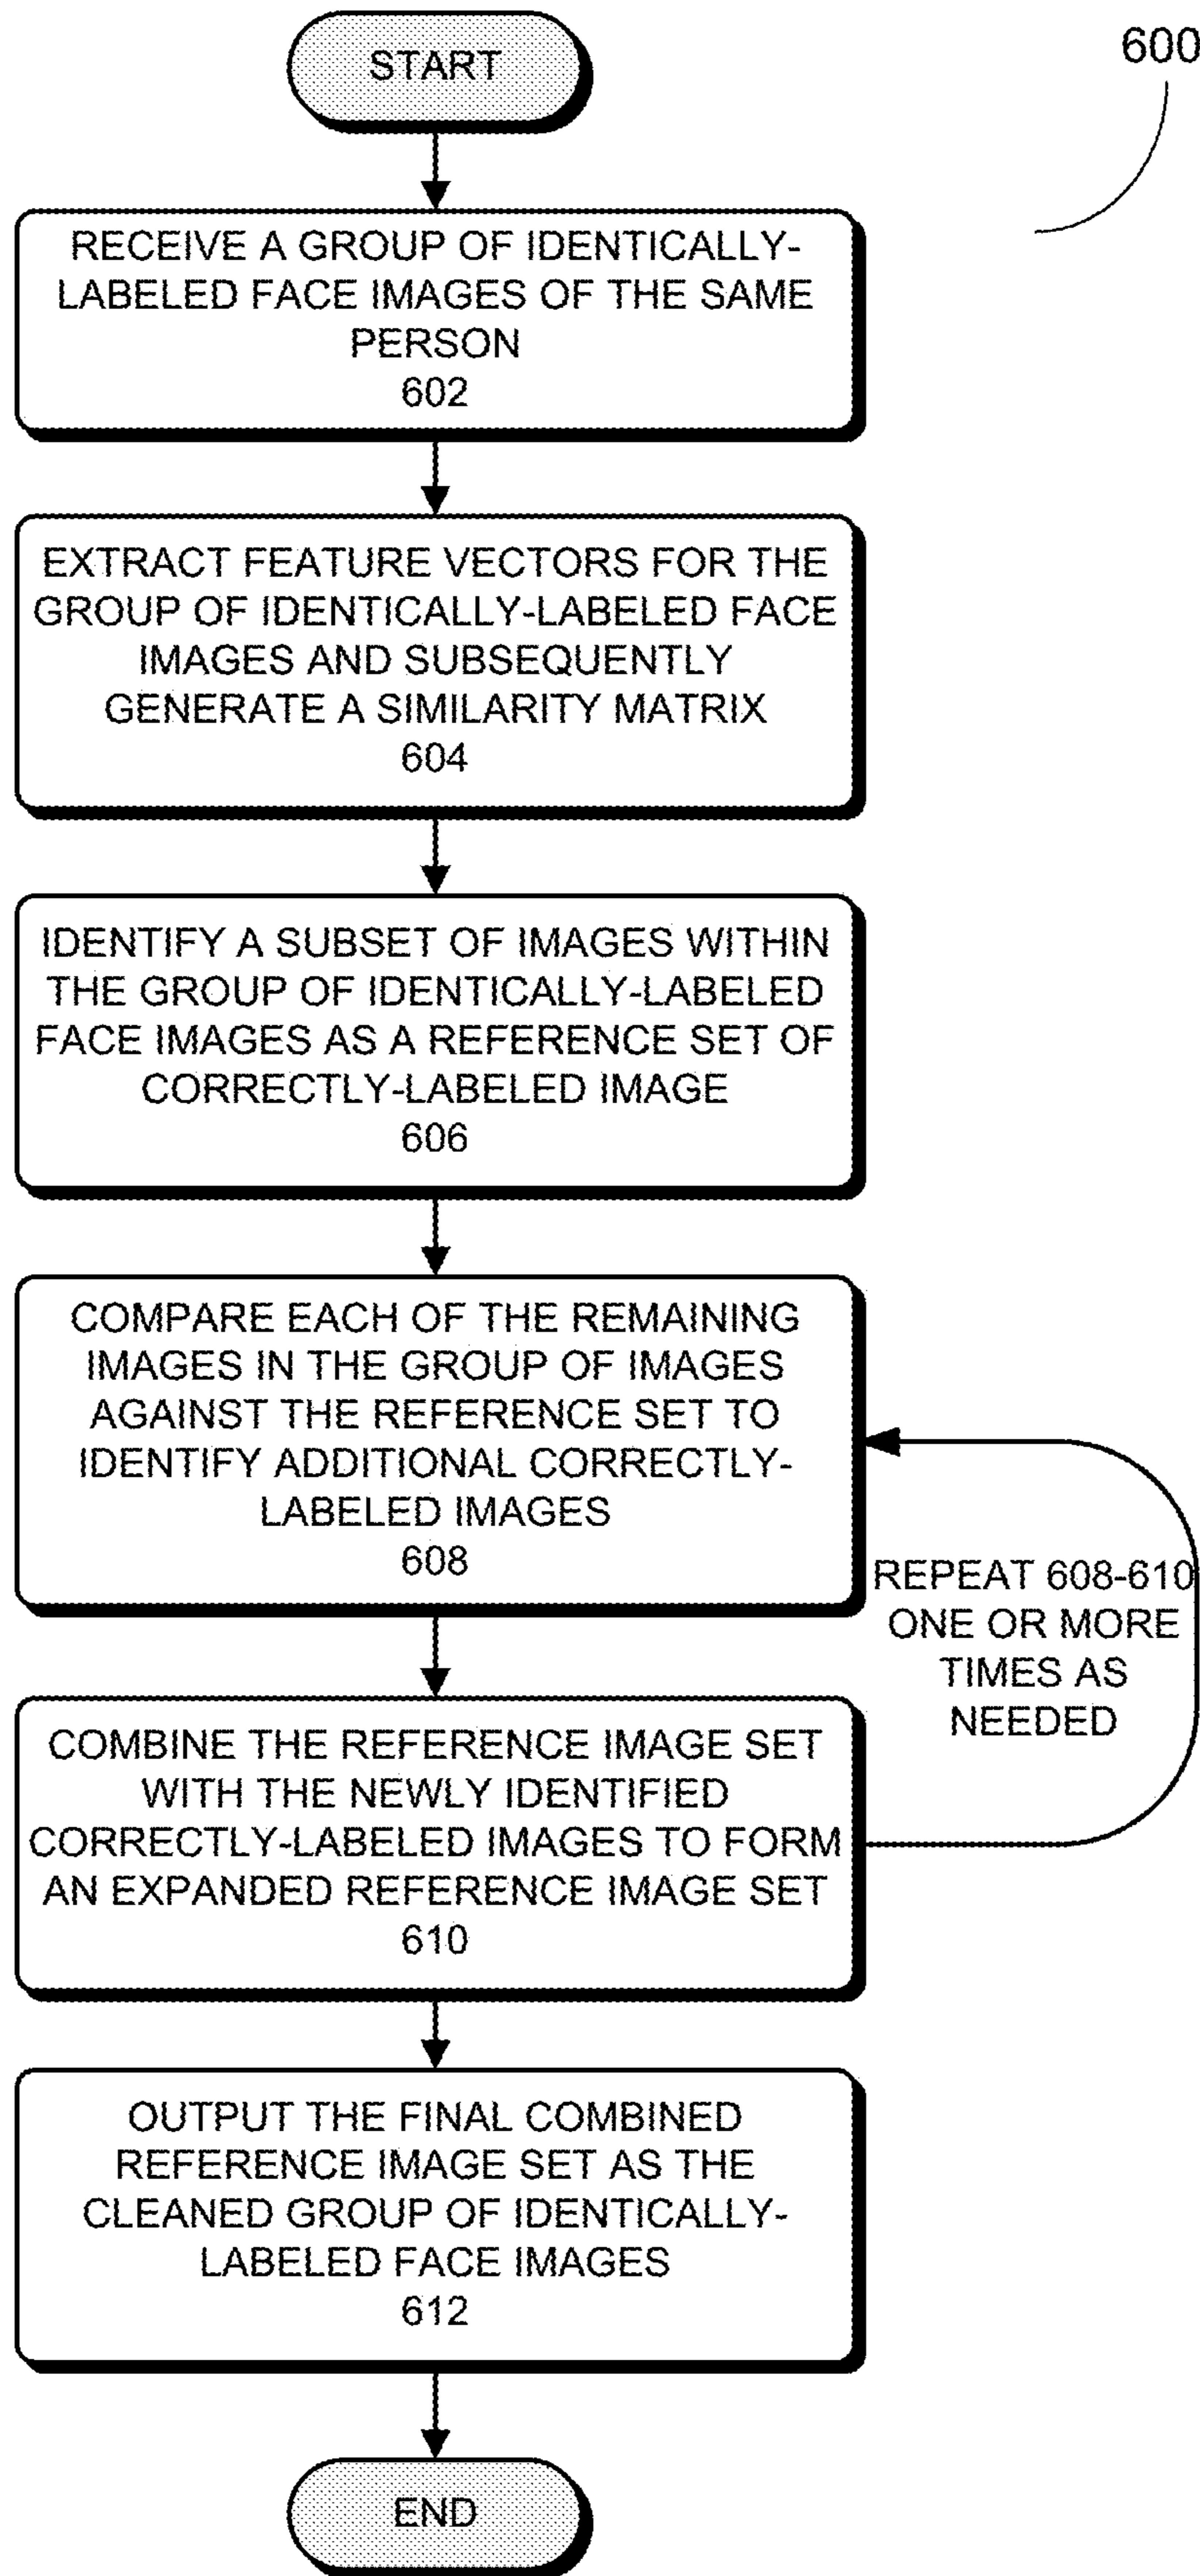 START
600
RECEIVE A GROUP OF IDENTICALLY-
LABELED FACE IMAGES OF THE SAME
PERSON
602
EXTRACT FEATURE VECTORS FOR THE
GROUP OF IDENTICALLY-LABELED FACE
IMAGES AND SUBSEQUENTLY
GENERATE A SIMILARITY MATRIX
604
IDENTIFY A SUBSET OF IMAGES WITHIN
THE GROUP OF IDENTICALLY-LABELED
FACE IMAGES AS A REFERENCE SET OF
CORRECTLY-LABELED IMAGE
606
COMPARE EACH OF THE REMAINING
IMAGES IN THE GROUP OF IMAGES
AGAINST THE REFERENCE SET TO
IDENTIFY ADDITIONAL CORRECTLY-
LABELED IMAGES
608
REPEAT 608-610
ONE OR MORE
TIMES AS
NEEDED
COMBINE THE REFERENCE IMAGE SET
WITH THE NEWLY IDENTIFIED
CORRECTLY-LABELED IMAGES TO FORM
AN EXPANDED REFERENCE IMAGE SET
610
OUTPUT THE FINAL COMBINED
REFERENCE IMAGE SET AS THE
CLEANED GROUP OF IDENTICALLY-
LABELED FACE IMAGES
612
END